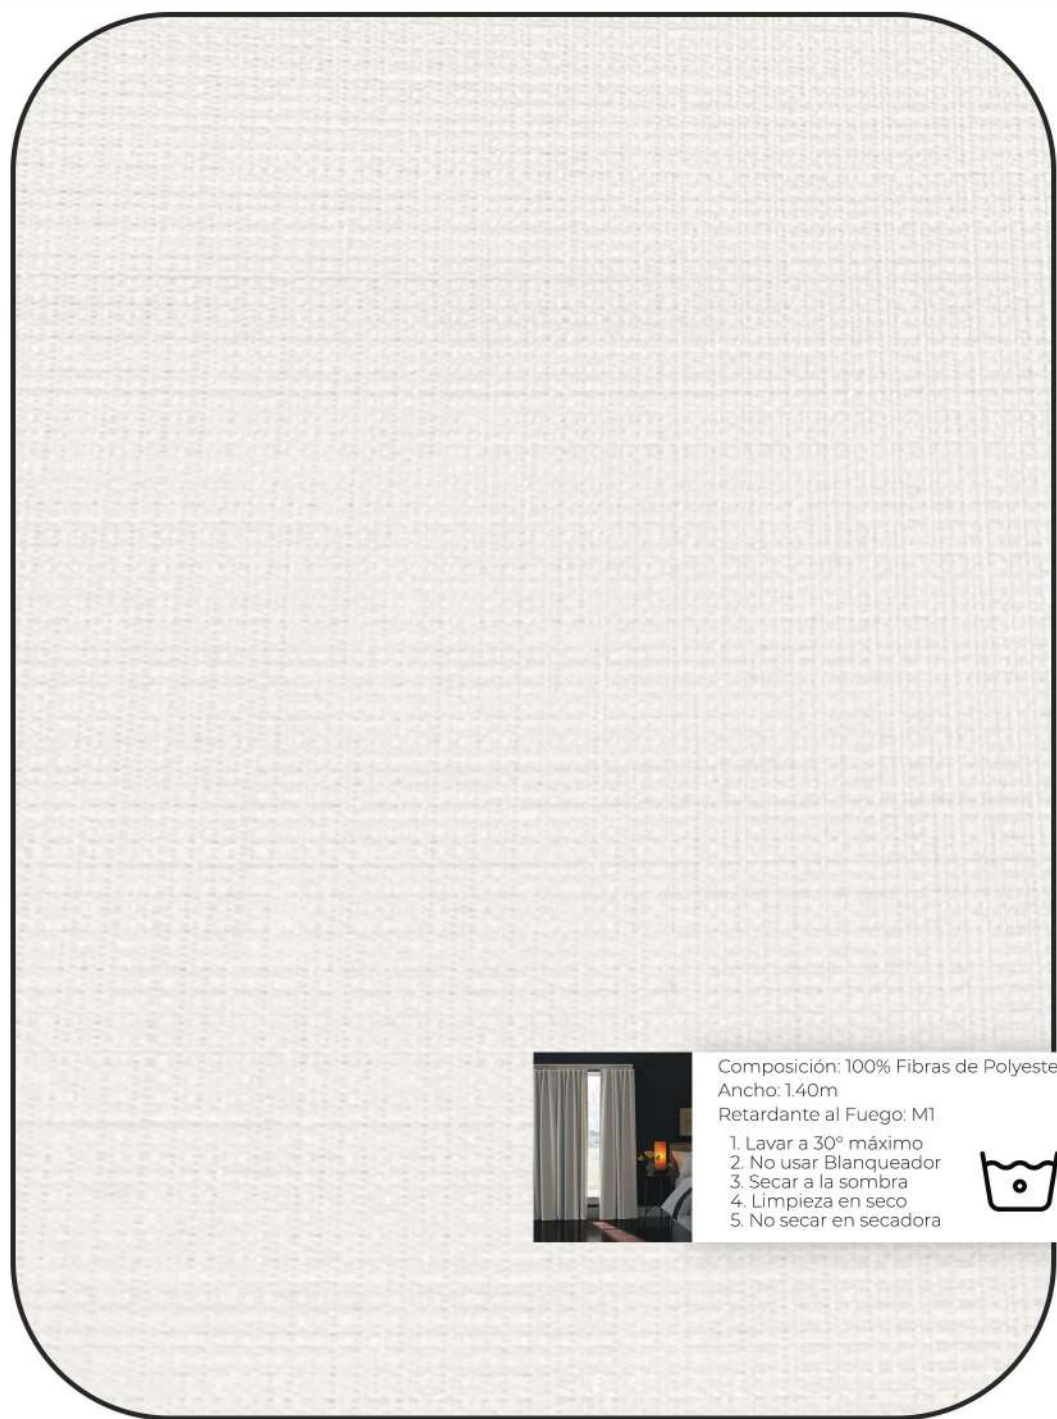 Composición: 100% Fibras de Polyeste
Ancho: 1.40m
Retardante al Fuego: M1
1. Lavar a 30º máximo
2. No usar Blanqueador
3. Secar a la sombra
4. Limpieza en seco
5. No secar en secadora